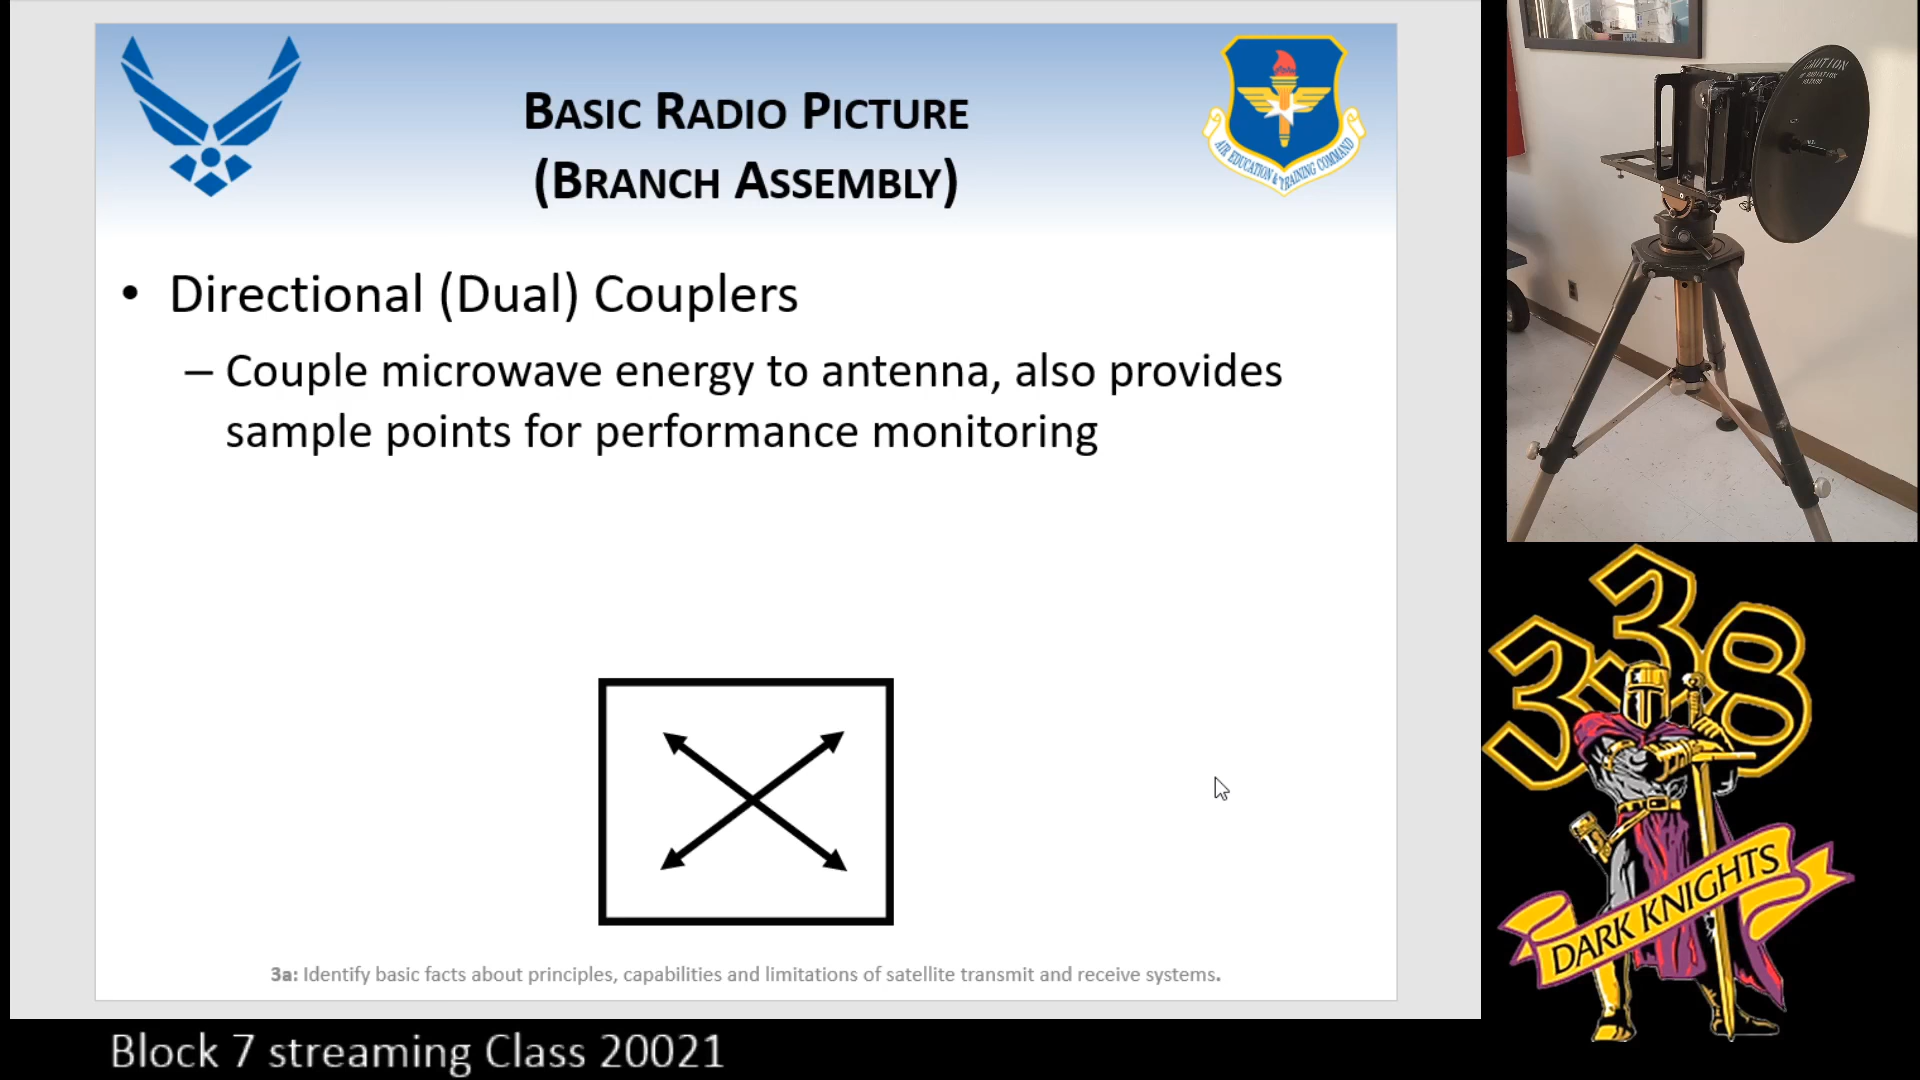 BASIC RADIO PICTURE
(BRANCH ASSEMBLY)
AIR EDUCATION & TRAINING COMMAND
• Directional (Dual) Couplers
– Couple microwave energy to antenna, also provides
sample points for performance monitoring
3a: Identify basic facts about principles, capabilities and limitations of satellite transmit and receive systems.
CAUTION
RADIATION
HAZARD
338
DARK KNIGHTS
Block 7 streaming Class 20021